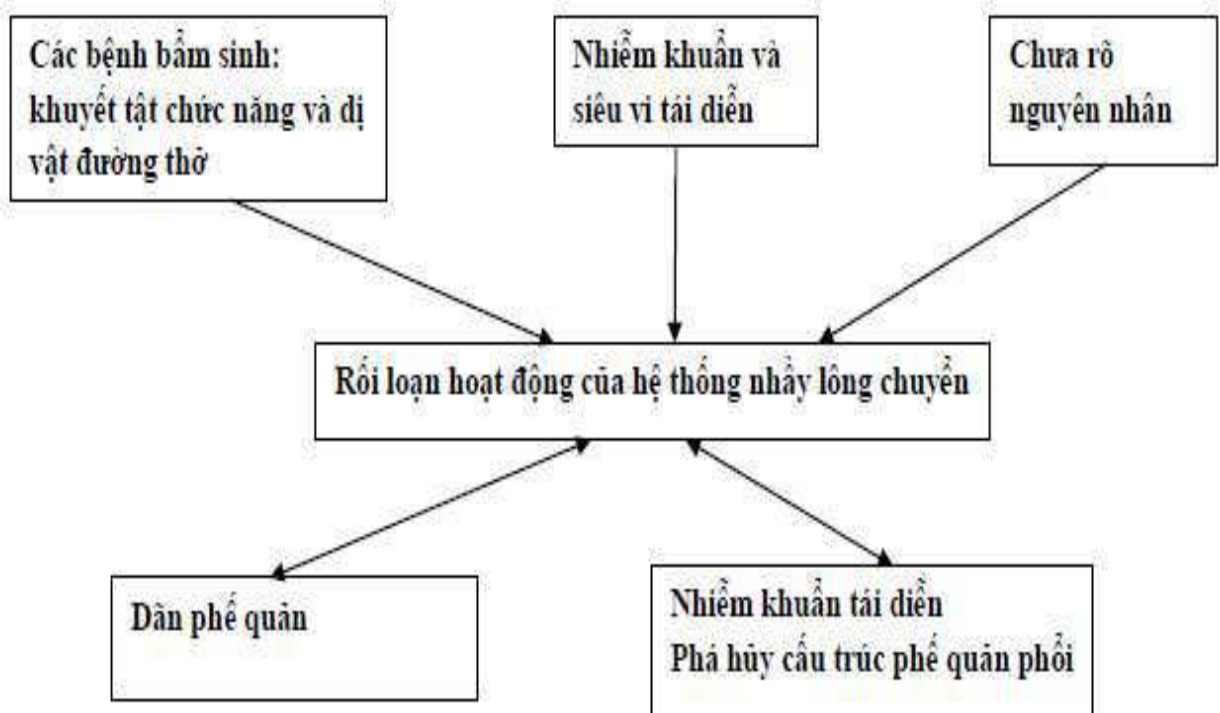 Các bệnh bẩm sinh:
khuyết tật chức năng và dị
vật đường thở
Nhiễm khuẩn và
siêu vi tái diễn
Chưa rõ
nguyên nhân
Rối loạn hoạt động của hệ thống nhầy lông chuyển
Dãn phế quản
Nhiễm khuẩn tái diễn
Phá hủy cấu trúc phế quản phổi